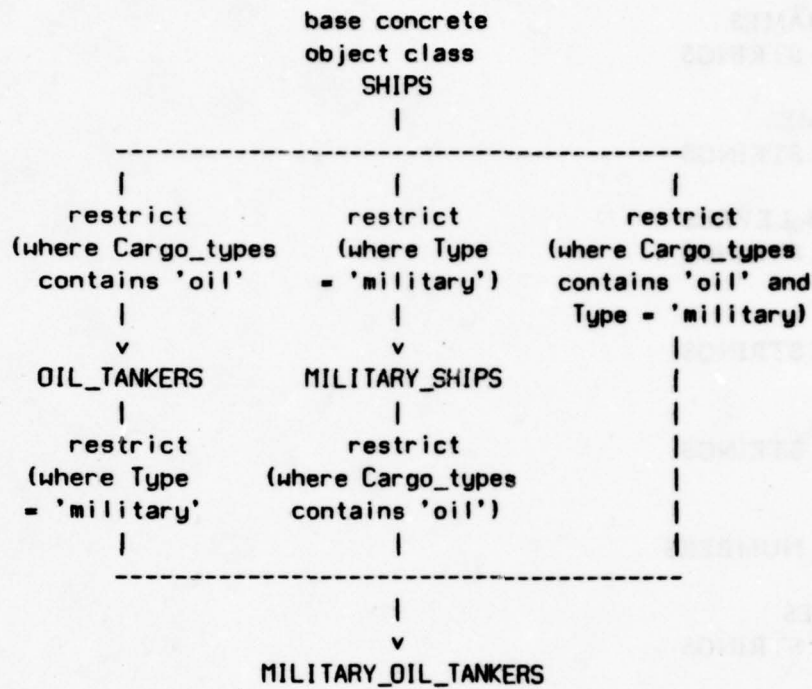 base concrete
object class
SHIPS
restrict restrict restrict
(where Cargo_types (where Type (where Cargo_types
contains 'oil' = 'military') contains 'oil' and
Type = 'military)
OIL_TANKERS MILITARY_SHIPS
restrict restrict
(where Type (where Cargo_types
= 'military' contains 'oil')
MILITARY_OIL_TANKERS